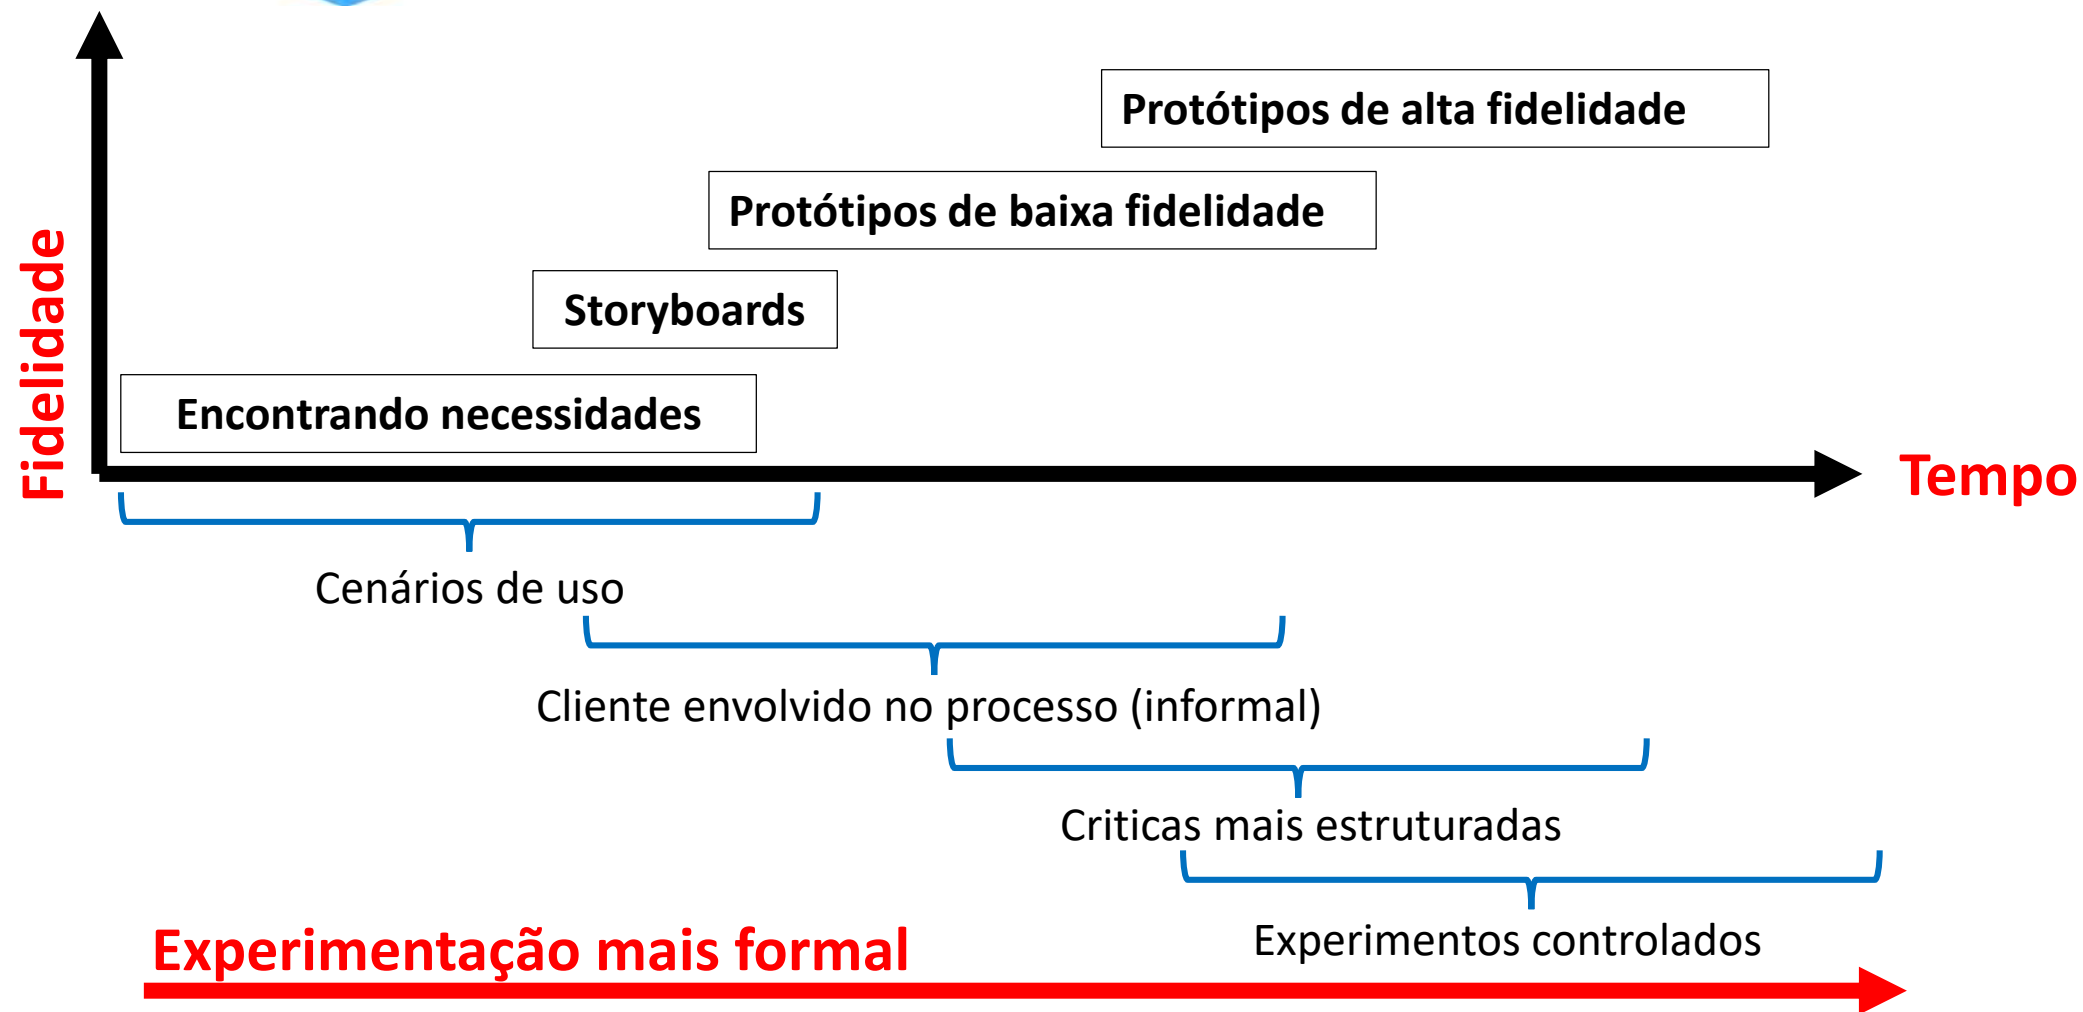 Protótipos de alta fidelidade
Protótipos de baixa fidelidade
Storyboards
Encontrando necessidades
Fidelidade
Tempo
Cenários de uso
Cliente envolvido no processo (informal)
Criticas mais estruturadas
Experimentos controlados
Experimentação mais formal